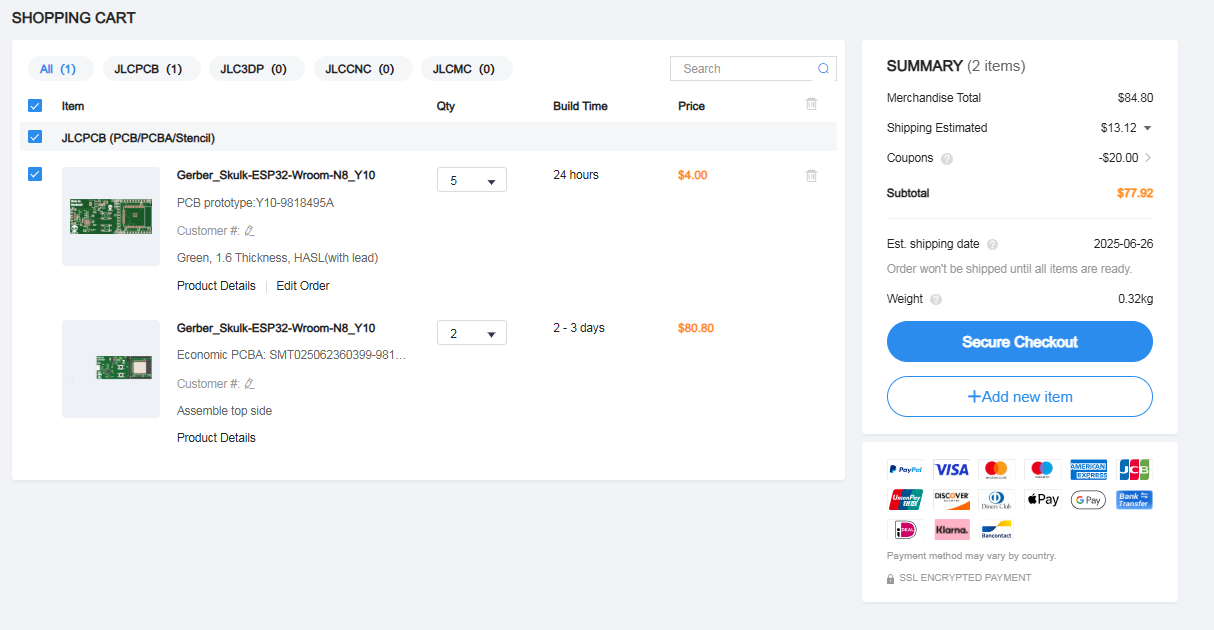 SHOPPING CART
All (1) JLCPCB (1) JLC3DP (0) JLCCNC (0) JLCMC (0) Search
Item Qty Build Time Price
JLCPCB (PCB/PCBA/Stencil)
Gerber_Skulk-ESP32-Wroom-N8_Y10 5 24 hours $4.00
PCB prototype:Y10-9818495A
Customer #:
Green, 1.6 Thickness, HASL(with lead)
Product Details | Edit Order
Gerber_Skulk-ESP32-Wroom-N8_Y10 2 2 - 3 days $80.80
Economic PCBA: SMT025062360399-981...
Customer #:
Assemble top side
Product Details
SUMMARY (2 items)
Merchandise Total $84.80
Shipping Estimated $13.12
Coupons ? -$20.00
Subtotal $77.92
Est. shipping date ? 2025-06-26
Order won't be shipped until all items are ready.
Weight ? 0.32kg
Secure Checkout
+Add new item
PayPal VISA AMERICAN EXPRESS JCB
UnionPay DISCOVER Diners Club Pay G Pay Bank Transfer
iDEAL Klarna. Bancontact
Payment method may vary by country.
SSL ENCRYPTED PAYMENT